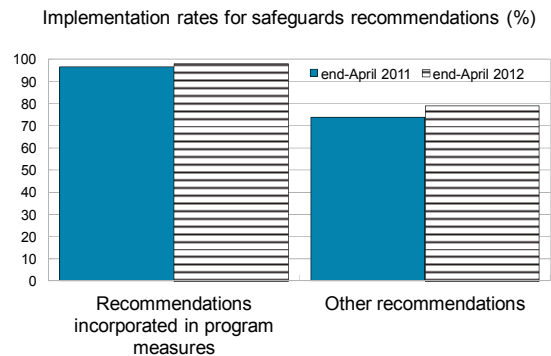 Implementation rates for safeguards recommendations (%)
100
90
80
70
60
50
40
30
20
10
0
end-April 2011 end-April 2012
Recommendations
incorporated in program
measures
Other recommendations